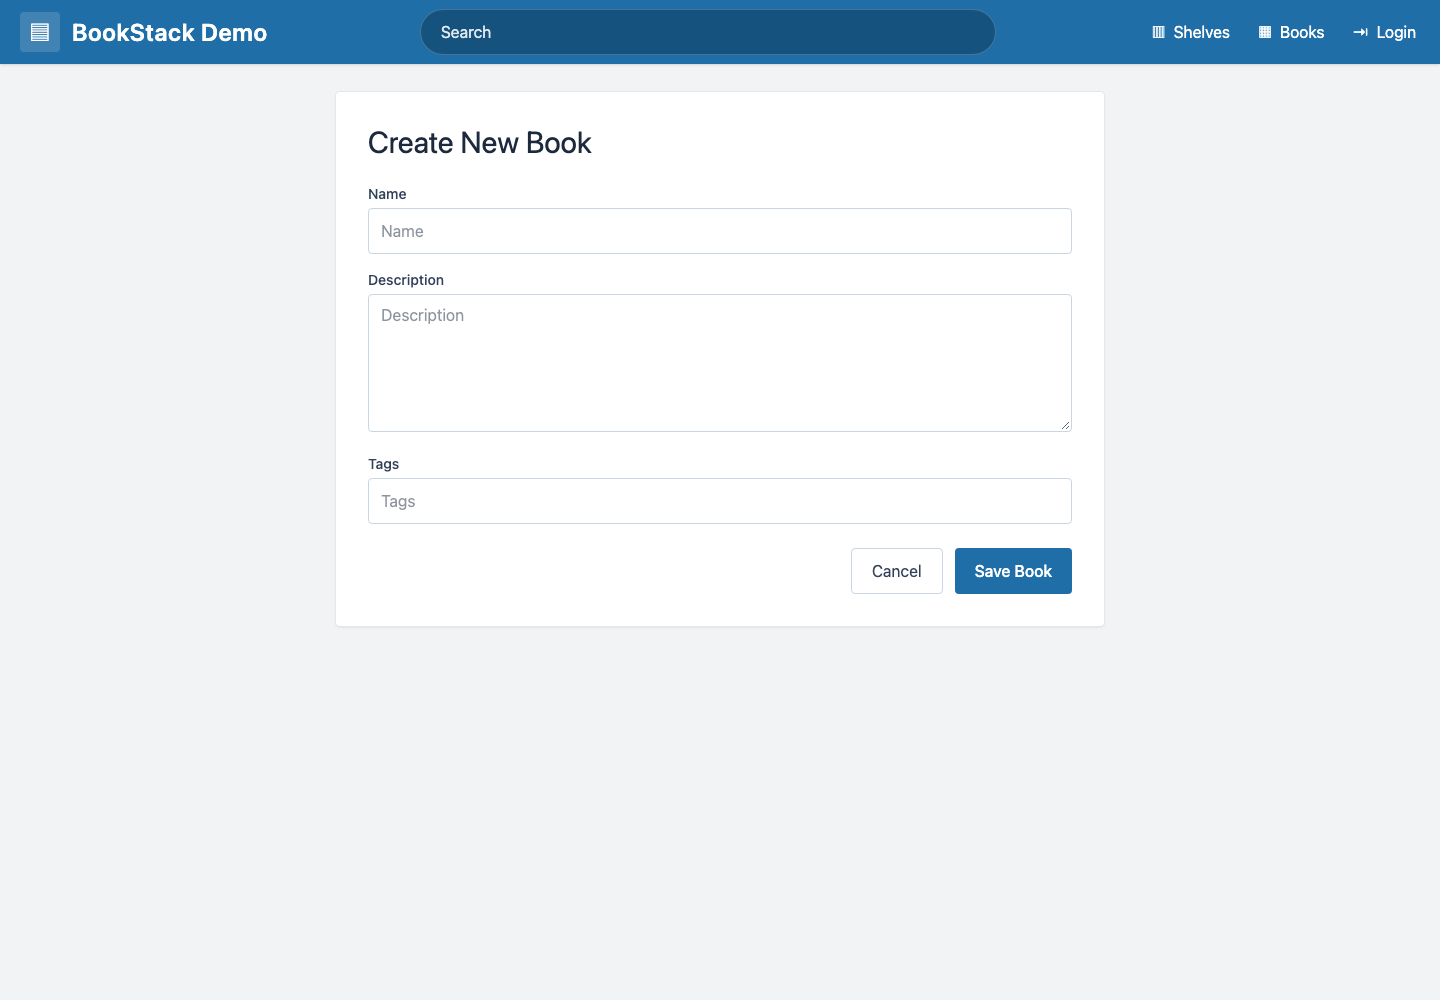 BookStack Demo
Search
Shelves
Books
Login
Create New Book
Name
Name
Description
Description
Tags
Tags
Cancel
Save Book